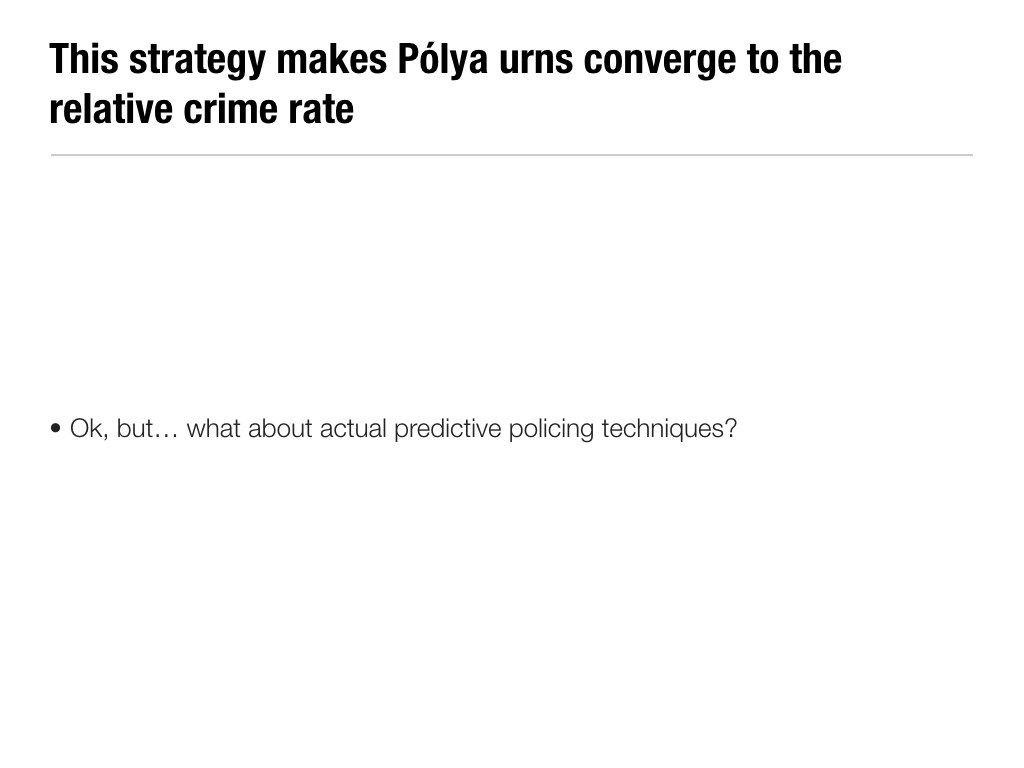 This strategy makes Pólya urns converge to the
relative crime rate
• Ok, but… what about actual predictive policing techniques?